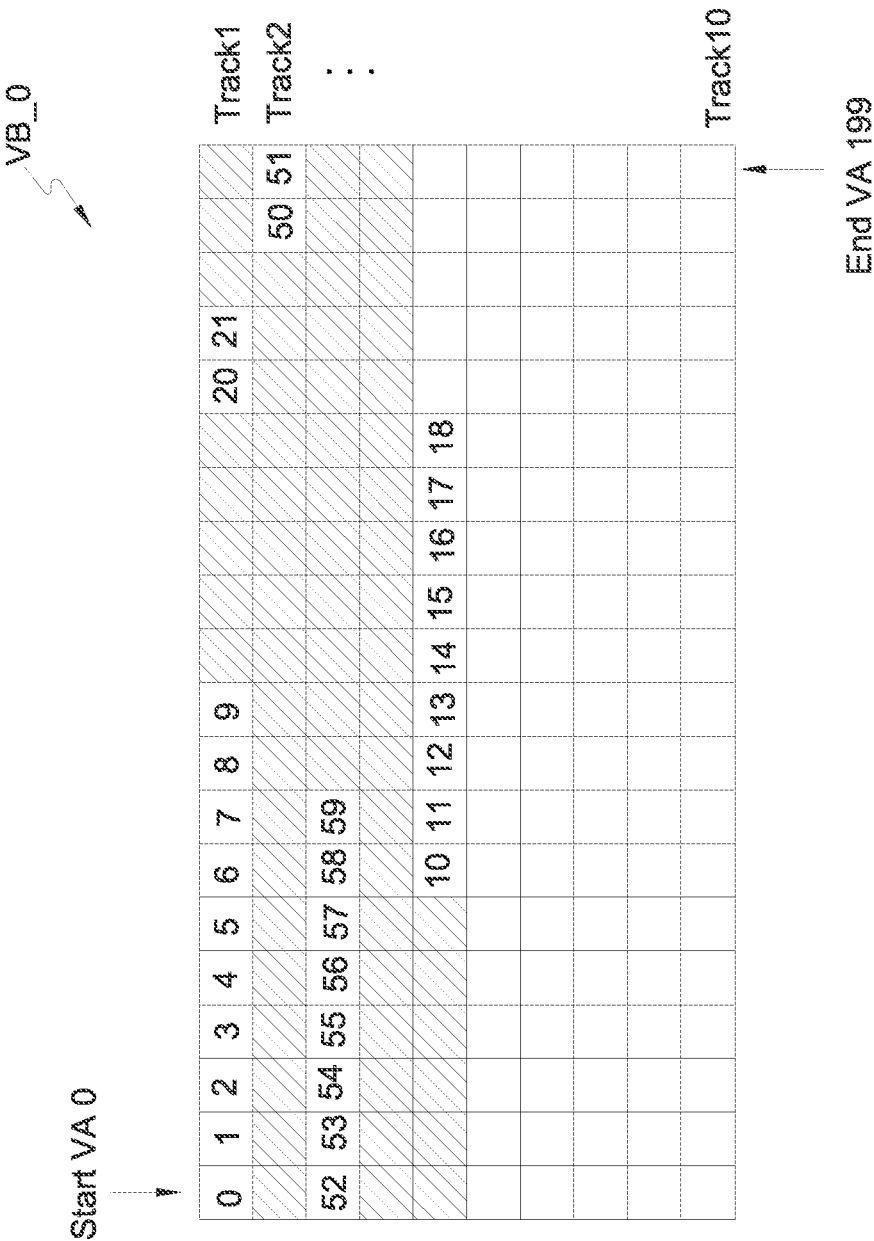 VB_0
Start VA 0
0 1 2 3 4 5 6 7 8 9 20 21 Track1
50 51 Track2
52 53 54 55 56 57 58 59 . . .
10 11 12 13 14 15 16 17 18
Track10
End VA 199